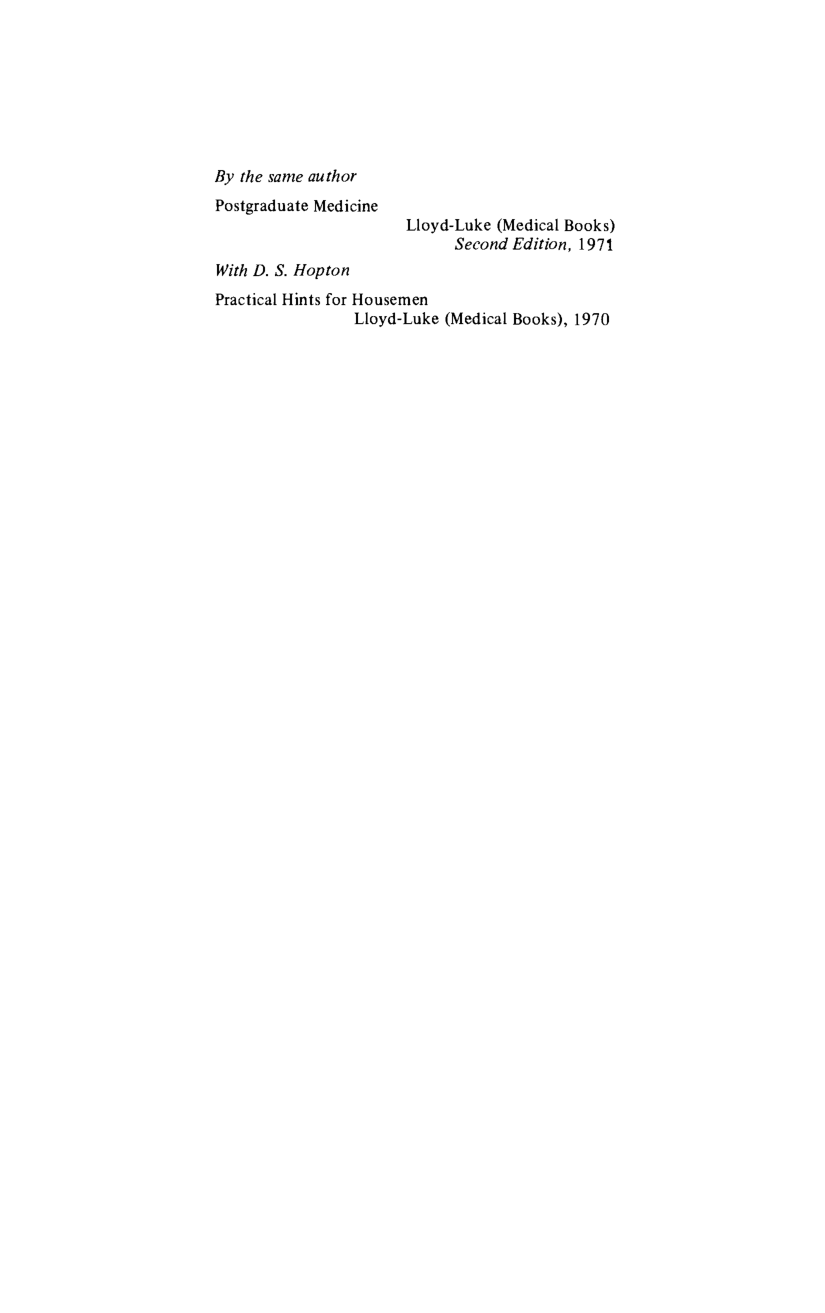 By the same author
Postgraduate Medicine
Lloyd-Luke (Medical Books)
Second Edition, 1971
With D. S. Hopton
Practical Hints for Housemen
Lloyd-Luke (Medical Books), 1970